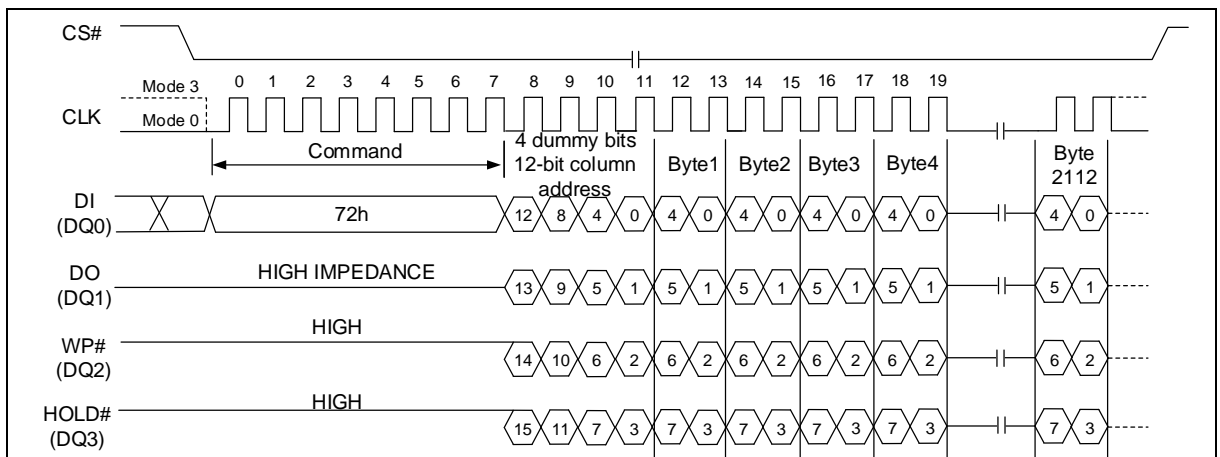 CS#
Mode 3
0 1 2 3 4 5 6 7 8 9 10 11 12 13 14 15 16 17 18 19
CLK
Mode 0
Command
4 dummy bits
12-bit column
address
Byte1 Byte2 Byte3 Byte4
Byte
2112
DI
(DQ0)
72h
12 8 4 0 4 0 4 0 4 0 4 0 4 0
DO
(DQ1)
HIGH IMPEDANCE
13 9 5 1 5 1 5 1 5 1 5 1 5 1
HIGH
WP#
(DQ2)
14 10 6 2 6 2 6 2 6 2 6 2 6 2
HIGH
HOLD#
(DQ3)
15 11 7 3 7 3 7 3 7 3 7 3 7 3